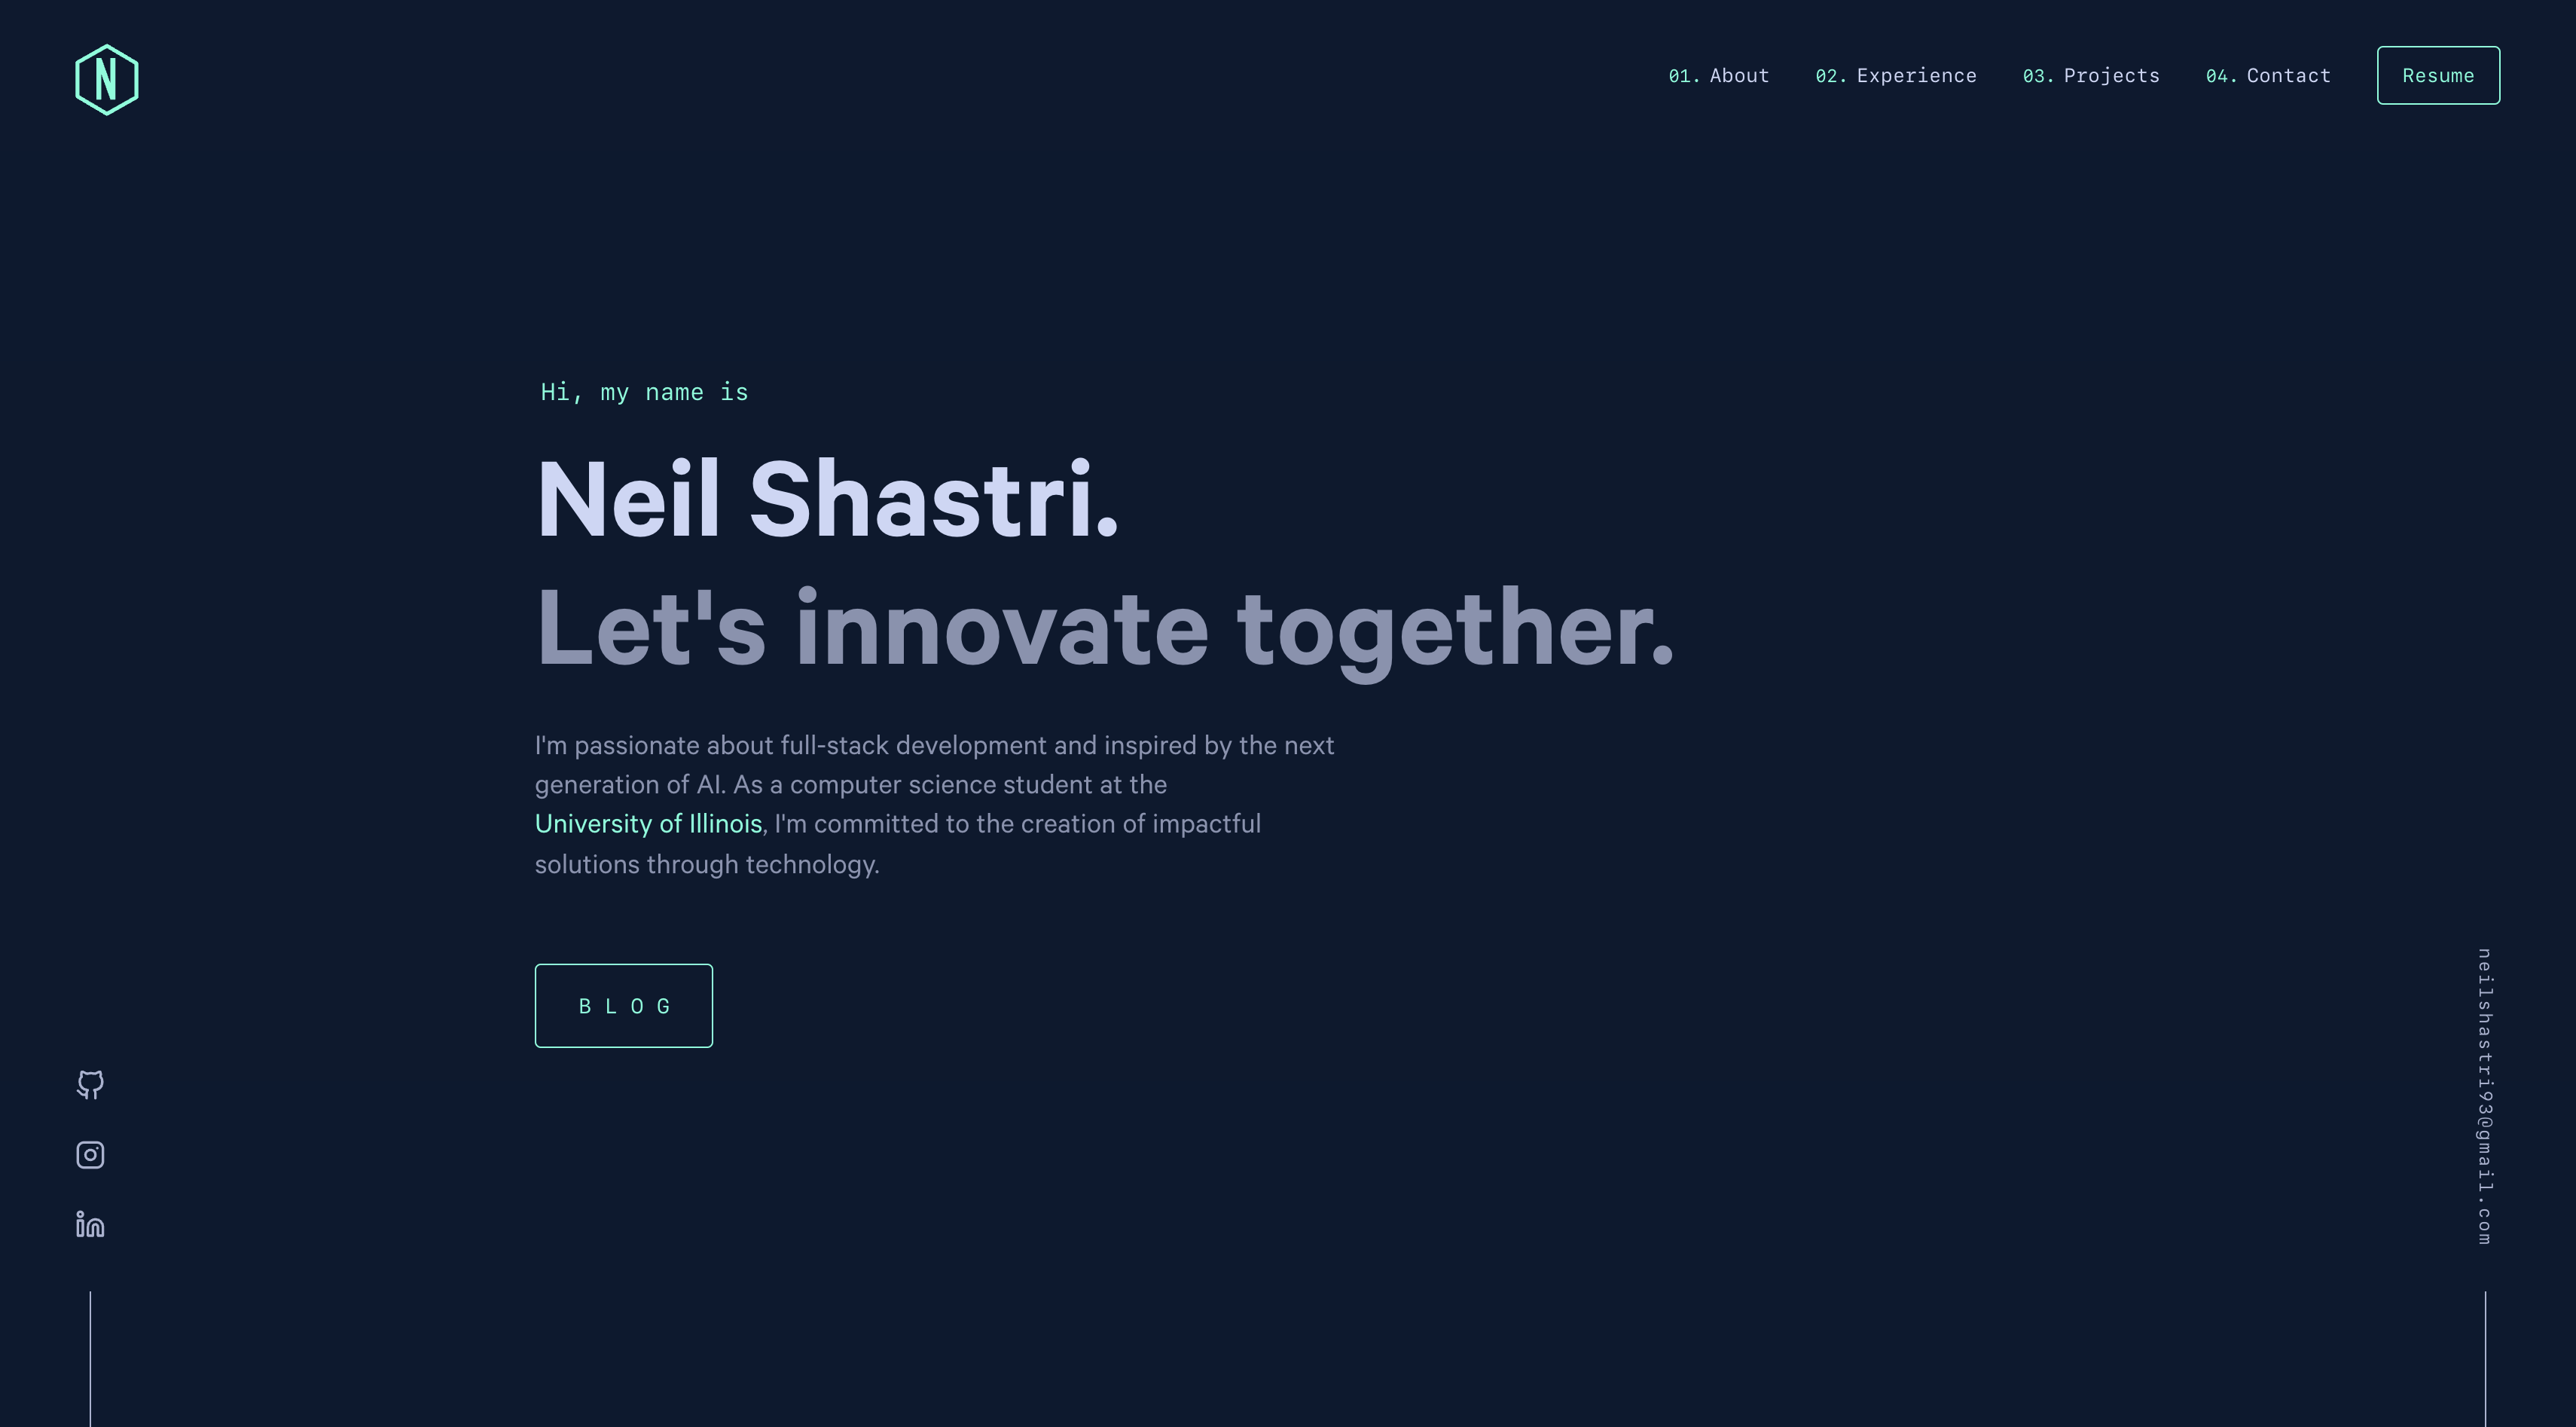 N
01. About 02. Experience 03. Projects 04. Contact Resume
Hi, my name is
Neil Shastri.
Let's innovate together.
I'm passionate about full-stack development and inspired by the next
generation of AI. As a computer science student at the
University of Illinois, I'm committed to the creation of impactful
solutions through technology.
BLOG
in
neilshastri93@gmail.com